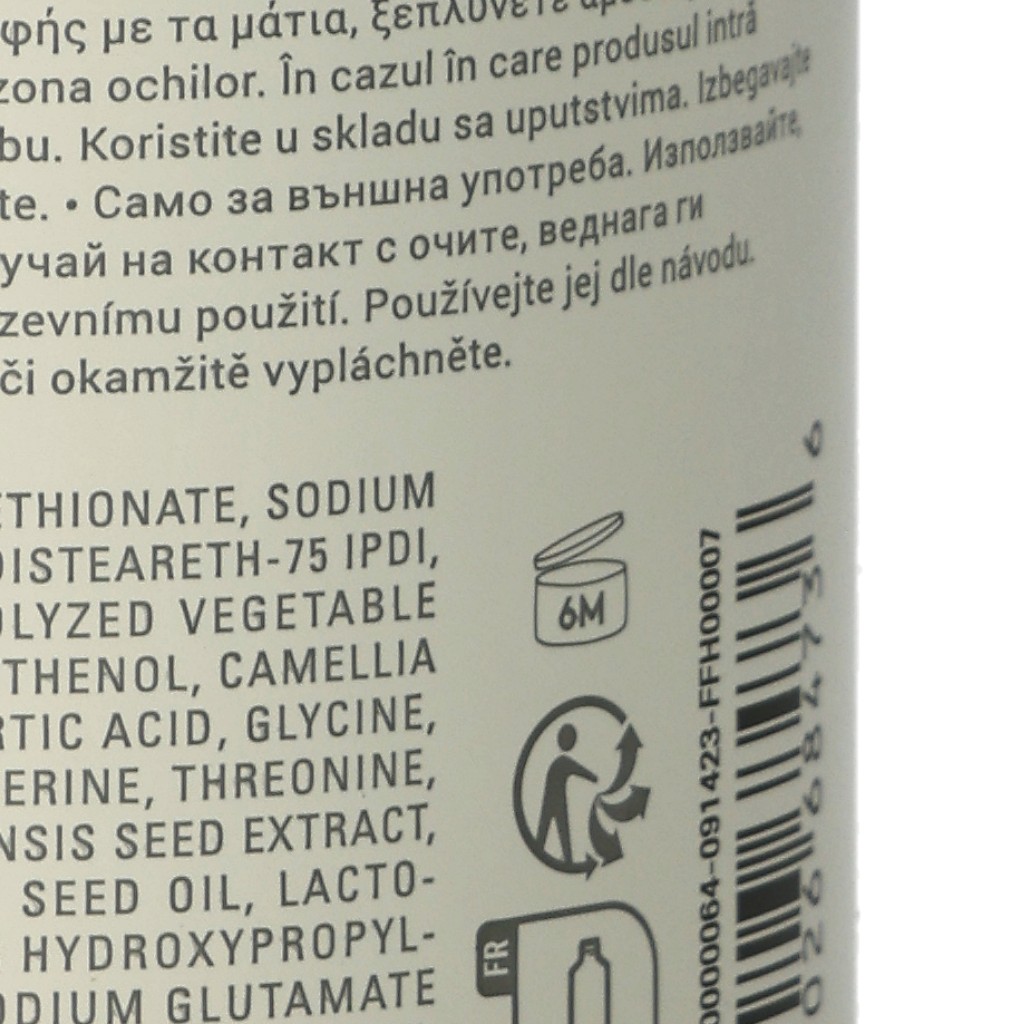 φής με τα μάτια, ξεπλύνετε
zona ochilor. În cazul în care produsul intră
bu. Koristite u skladu sa uputstvima. Izbegavajte
te. • Само за външна употреба. Използвайте,
учай на контакт с очите, веднага ги
zevnímu použití. Používejte jej dle návodu.
či okamžitě vypláchněte.
ETHIONATE, SODIUM
DISTEARETH-75 IPDI,
OLYZED VEGETABLE
THENOL, CAMELLIA
RTIC ACID, GLYCINE,
ERINE, THREONINE,
NSIS SEED EXTRACT,
SEED OIL, LACTO-
HYDROXYPROPYL-
ODIUM GLUTAMATE
6M
FR
0000064-091423-FFH00007
026684736